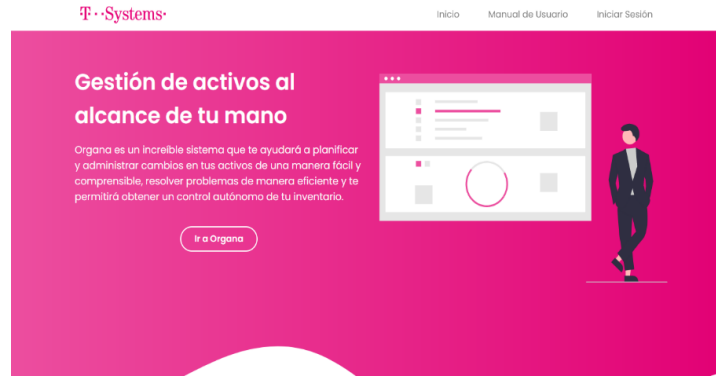 T··Systems·
Inicio
Manual de Usuario
Iniciar Sesión
Gestión de activos al
alcance de tu mano
Organa es un increíble sistema que te ayudará a planificar
y administrar cambios en tus activos de una manera fácil y
comprensible, resolver problemas de manera eficiente y te
permitirá obtener un control autónomo de tu inventario.
Ir a Organa